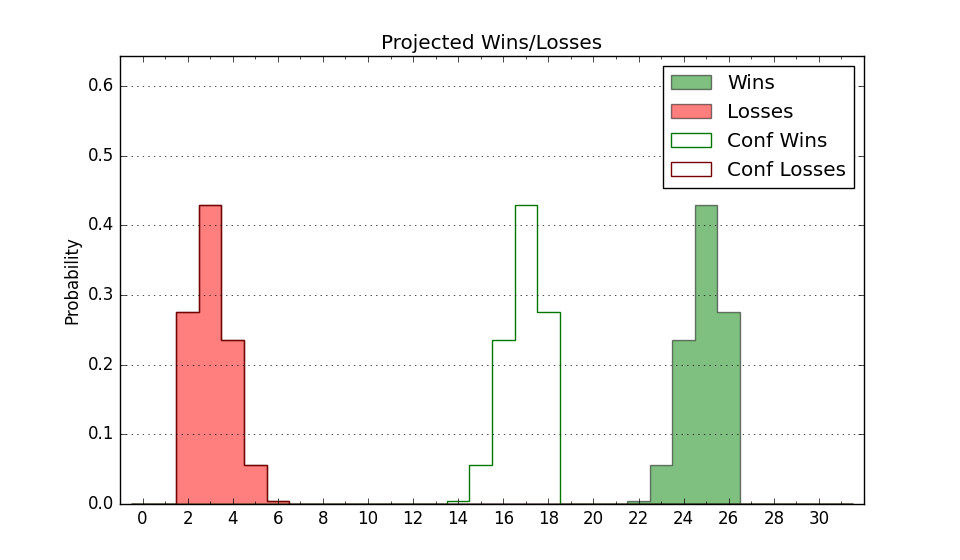 Projected Wins/Losses
Wins
Losses
Conf Wins
Conf Losses
Probability
0.6
0.5
0.4
0.3
0.2
0.1
0.0
0 2 4 6 8 10 12 14 16 18 20 22 24 26 28 30